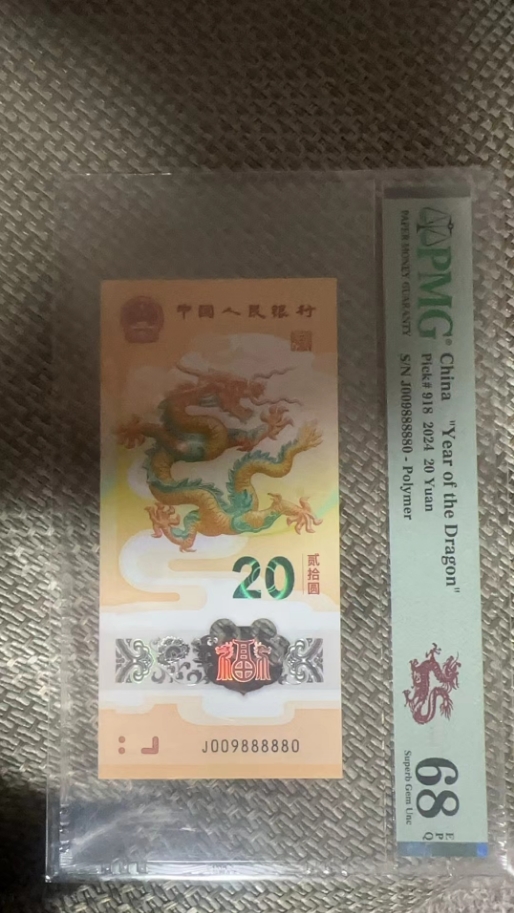 中国人民银行
20
贰拾圆
J009888880
PMG®
PAPER MONEY GUARANTY
China "Year of the Dragon"
Pick# 918 2024 20 Yuan
S/N J009888880 - Polymer
68
EPQ
Superb Gem Unc